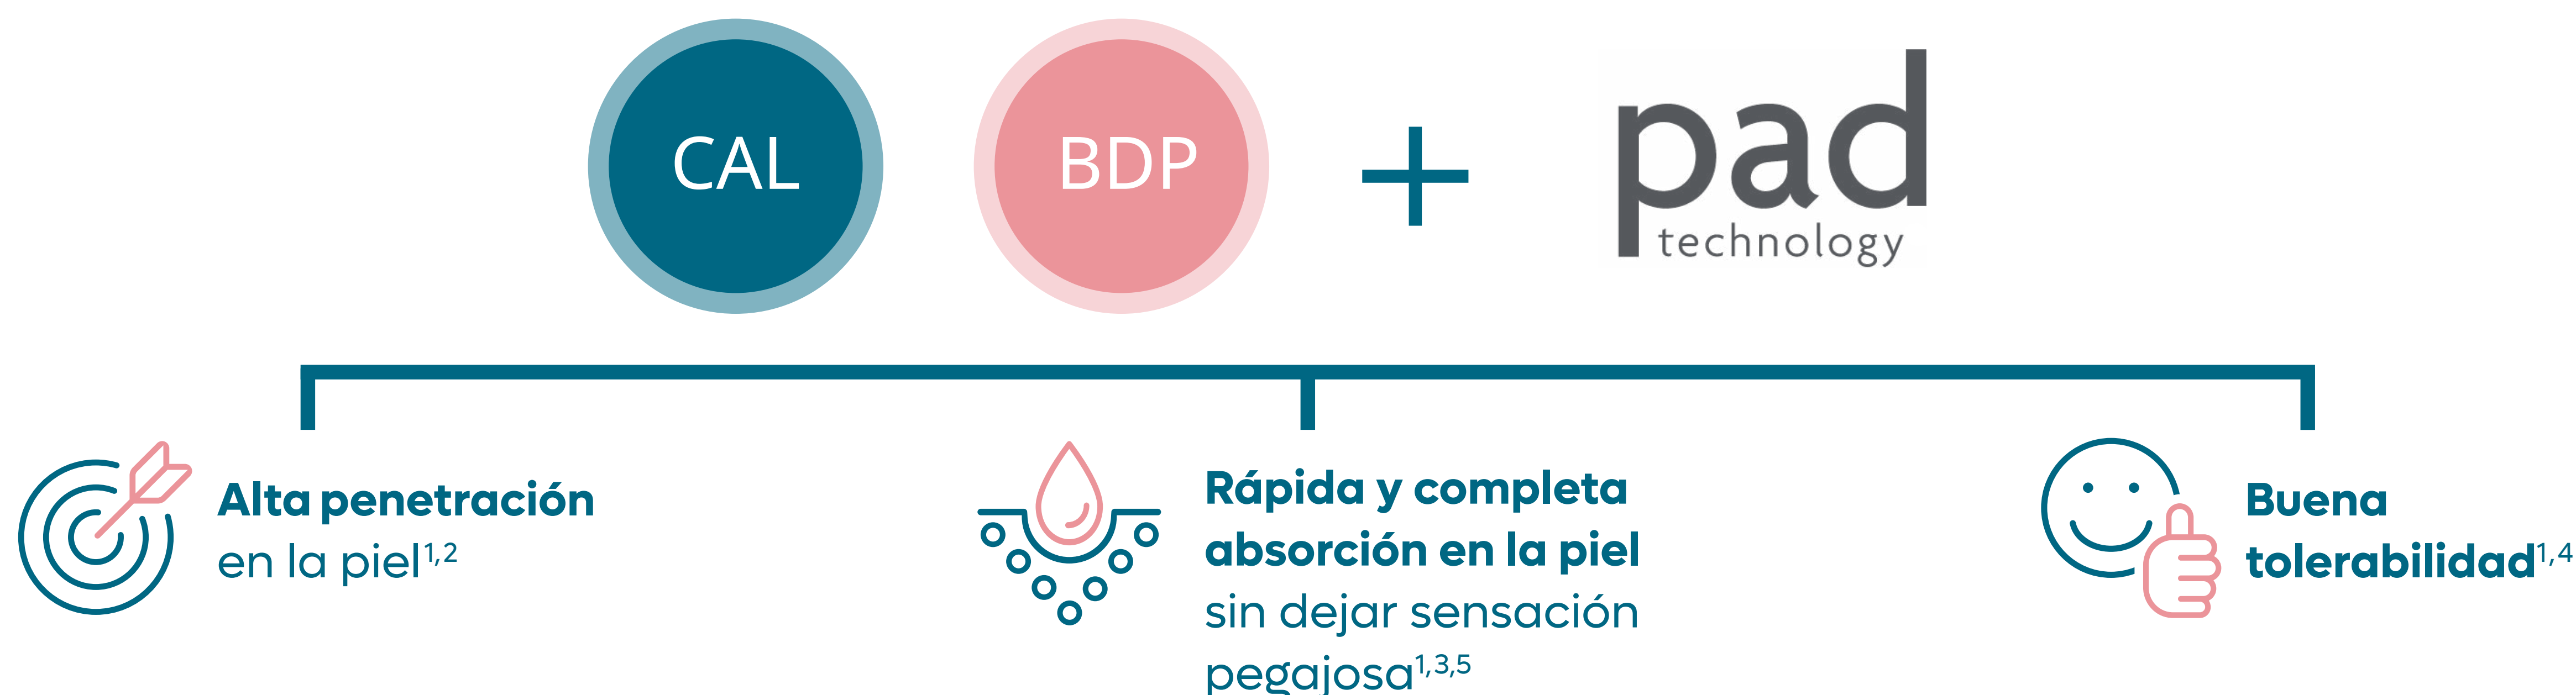 CAL
BDP
+
pad
technology
Alta penetración
en la piel¹,²
Rápida y completa
absorción en la piel
sin dejar sensación
pegajosa¹,³,⁵
Buena
tolerabilidad¹,⁴